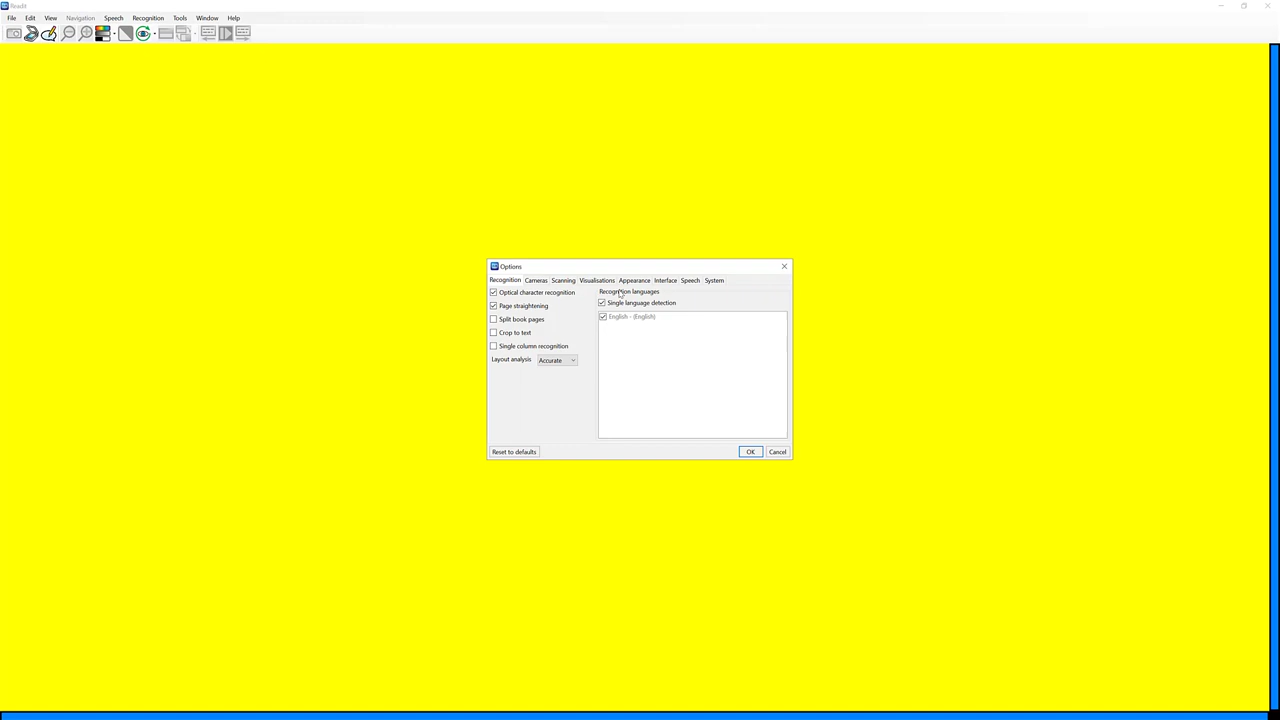 ReadIt
File Edit View Navigation Speech Recognition Tools Window Help
Options
Recognition Cameras Scanning Visualisations Appearance Interface Speech System
Optical character recognition
Page straightening
Split book pages
Crop to text
Single column recognition
Layout analysis Accurate
Recognition languages
Single language detection
English - (English)
Reset to defaults OK Cancel